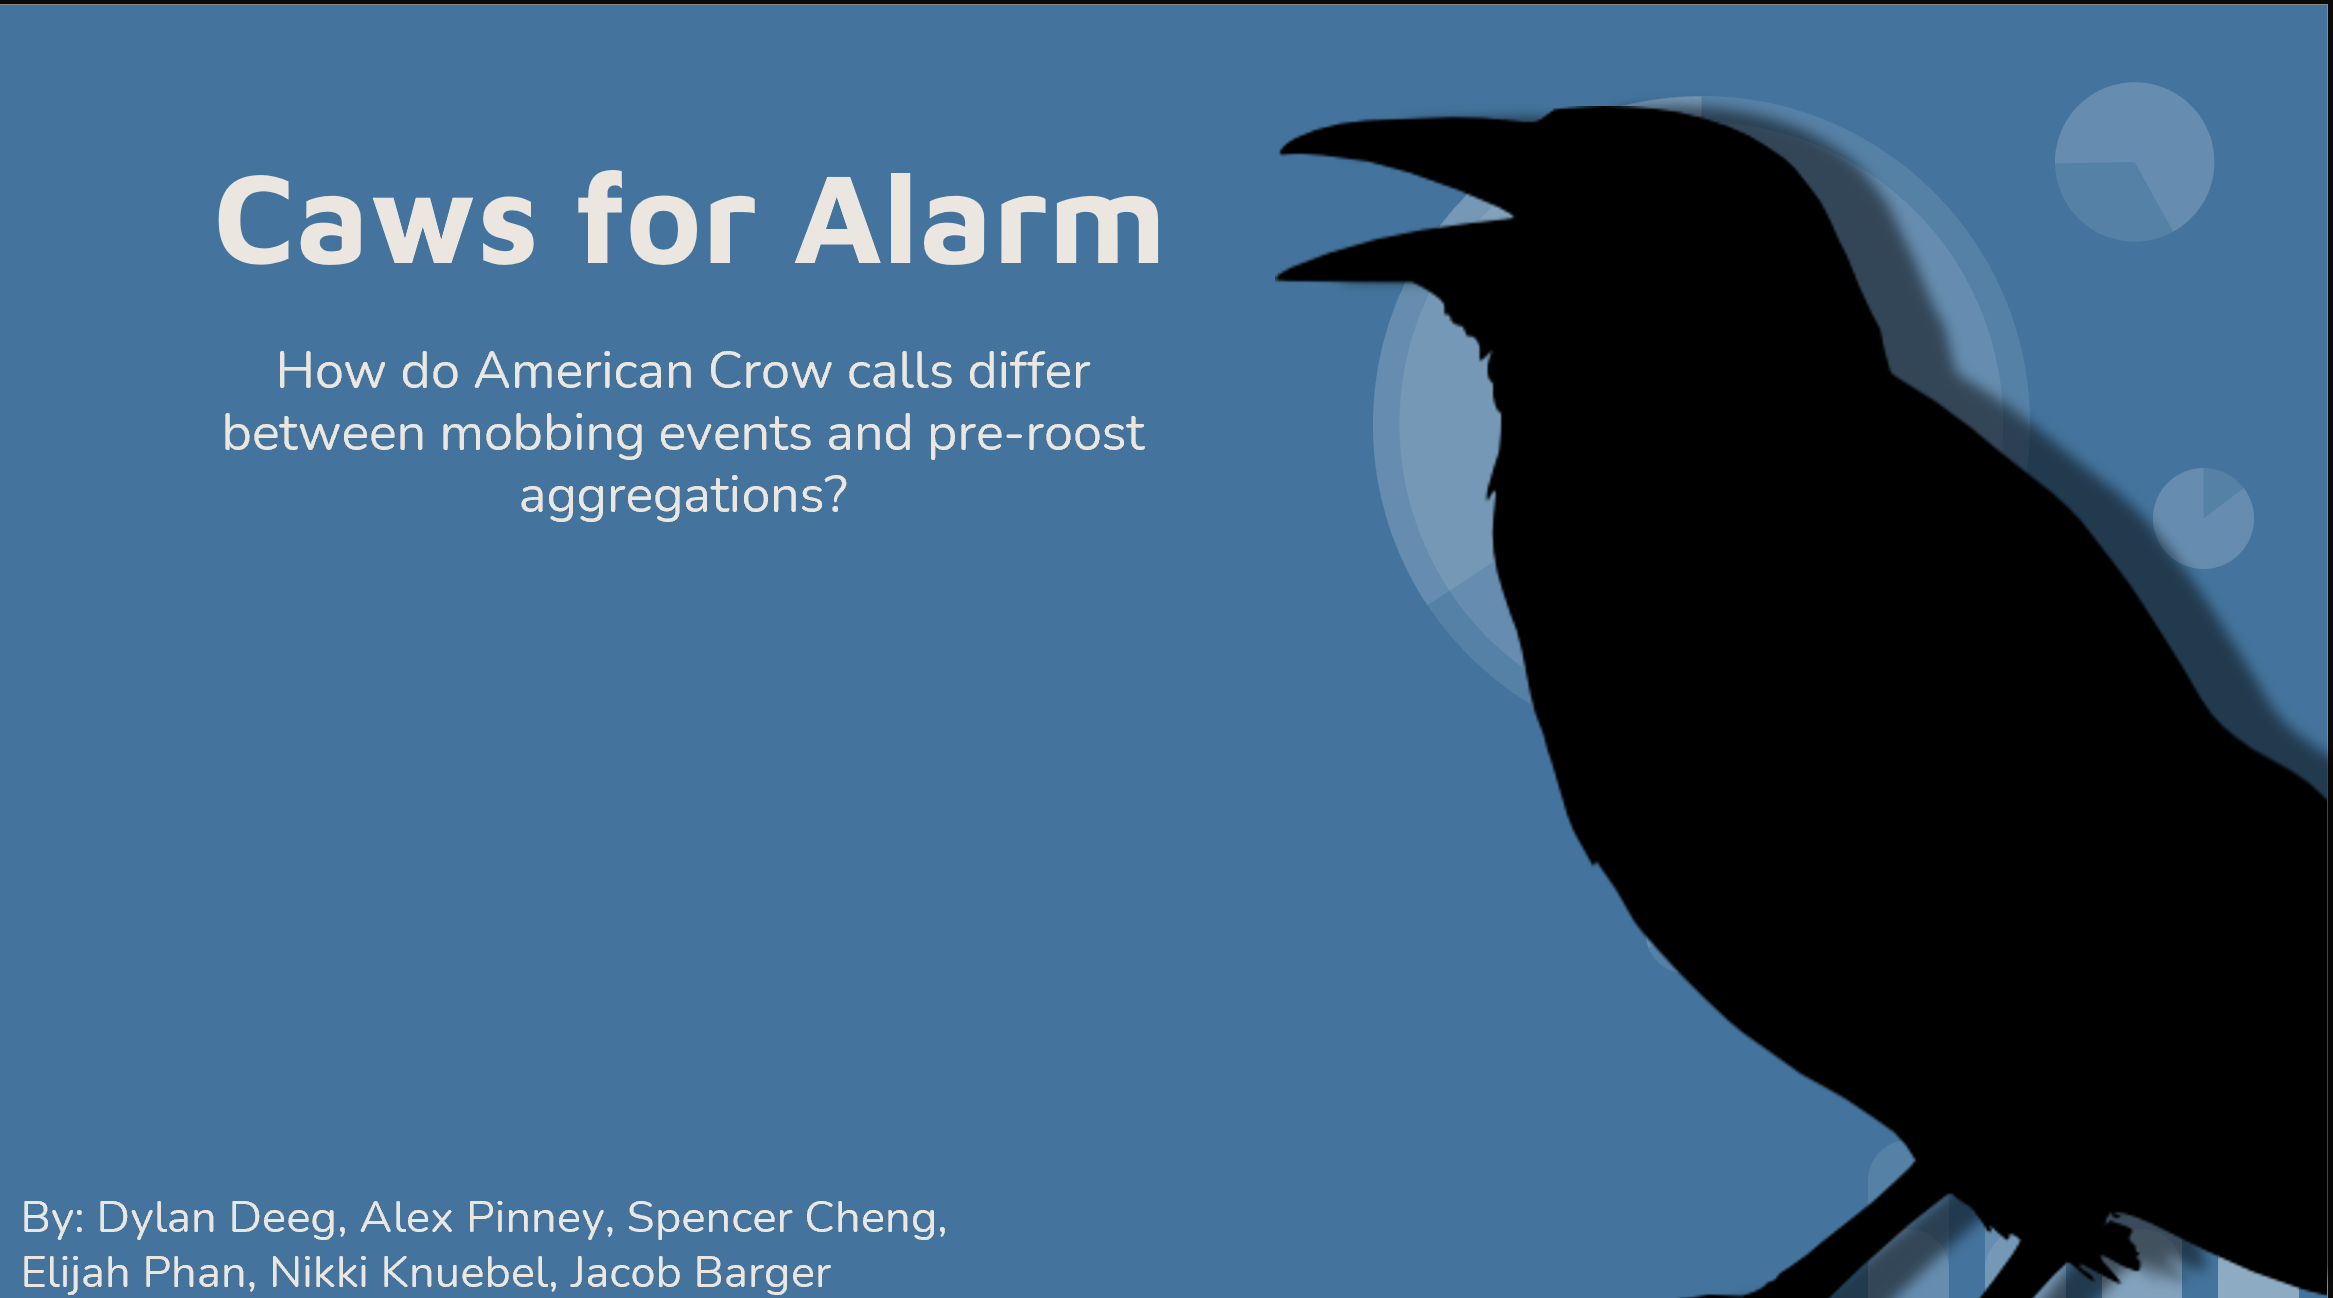 Caws for Alarm
How do American Crow calls differ
between mobbing events and pre-roost
aggregations?
By: Dylan Deeg, Alex Pinney, Spencer Cheng,
Elijah Phan, Nikki Knuebel, Jacob Barger